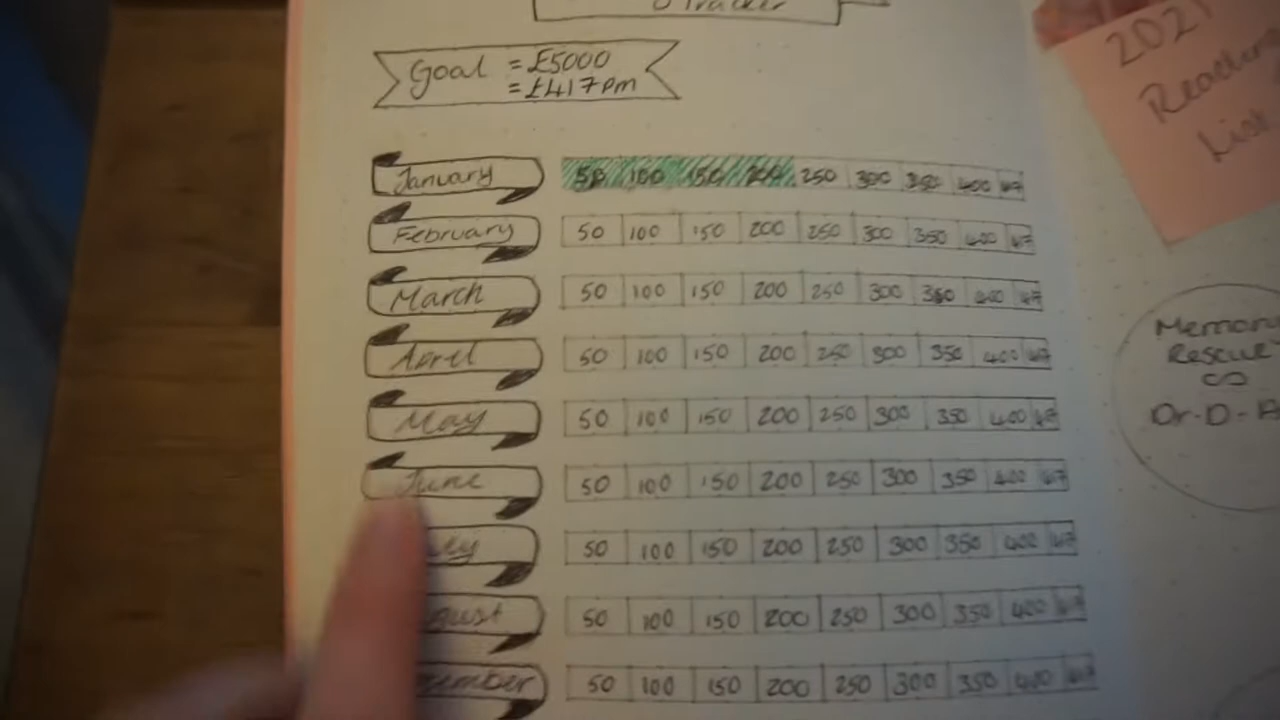 Tracker
Goal = £5000
= £417pm
January 50 100 150 200 250 300 350 400 417
February 50 100 150 200 250 300 350 400 417
March 50 100 150 200 250 300 350 400 417
April 50 100 150 200 250 300 350 400 417
May 50 100 150 200 250 300 350 400 417
June 50 100 150 200 250 300 350 400 417
50 100 150 200 250 300 350 400 417
50 100 150 200 250 300 350 400 417
50 100 150 200 250 300 350 400 417
2021
Reading
List
Memory
Rescue
Or-D-